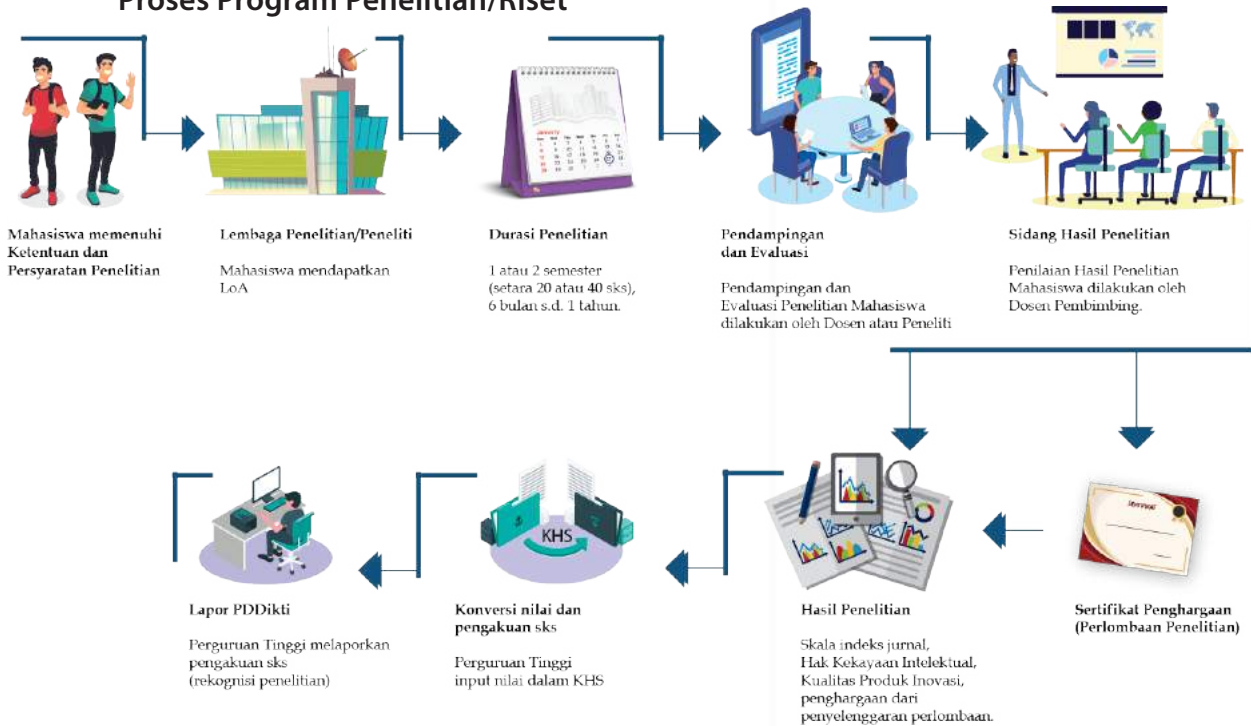 Proses Program Penelitian/Riset
Mahasiswa memenuhi
Ketentuan dan
Persyaratan Penelitian
Lembaga Penelitian/Peneliti
Mahasiswa mendapatkan
LoA
January
Durasi Penelitian
1 atau 2 semester
(setara 20 atau 40 sks),
6 bulan s.d. 1 tahun.
Pendampingan
dan Evaluasi
Pendampingan dan
Evaluasi Penelitian Mahasiswa
dilakukan oleh Dosen atau Peneliti
Sidang Hasil Penelitian
Penilaian Hasil Penelitian
Mahasiswa dilakukan oleh
Dosen Pembimbing.
Lapor PDDikti
Perguruan Tinggi melaporkan
pengakuan sks
(rekognisi penelitian)
KHS
Konversi nilai dan
pengakuan sks
Perguruan Tinggi
input nilai dalam KHS
Hasil Penelitian
Skala indeks jurnal,
Hak Kekayaan Intelektual,
Kualitas Produk Inovasi,
penghargaan dari
penyelenggaran perlombaan.
Sertifikat Penghargaan
(Perlombaan Penelitian)